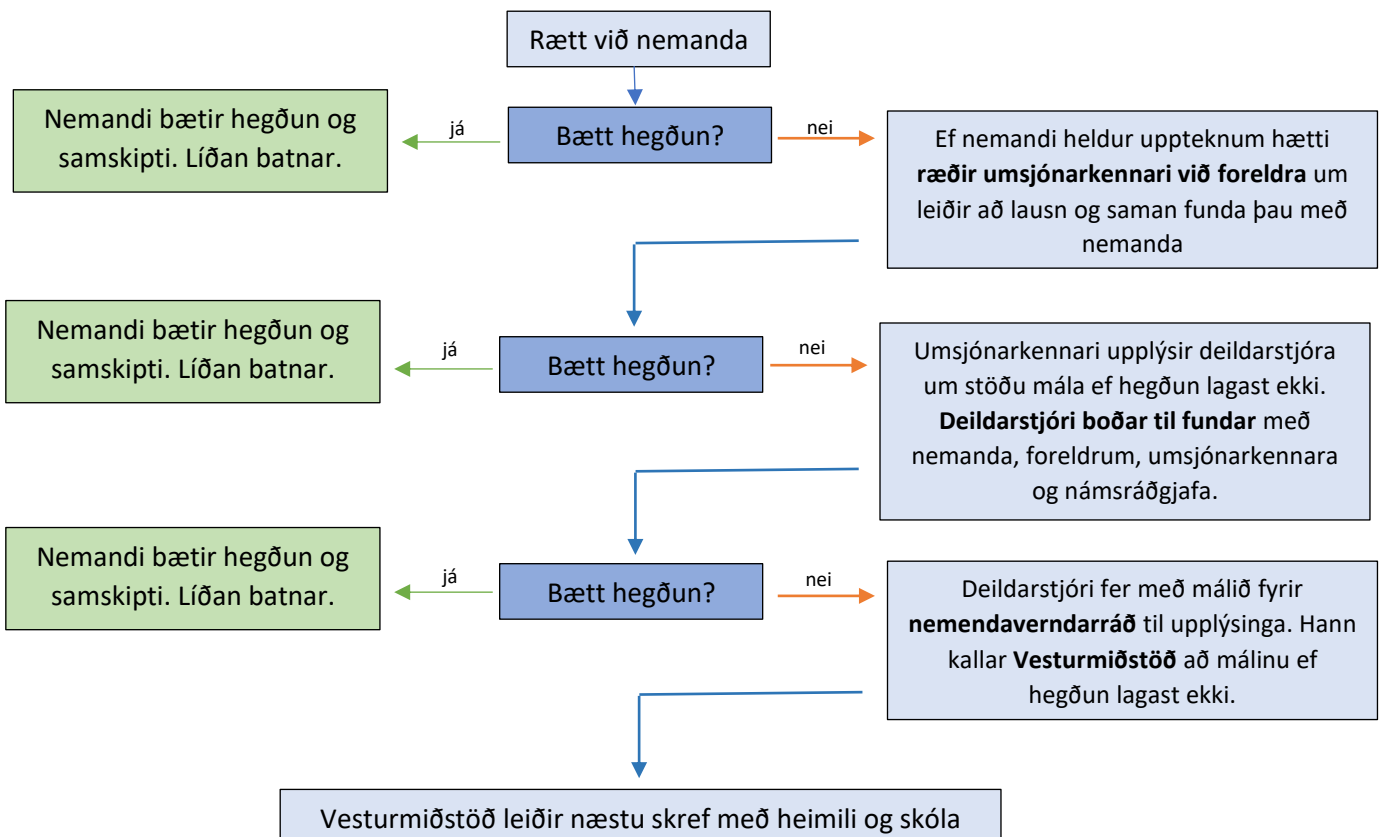 Rætt við nemanda
Nemandi bætir hegðun og
samskipti. Líðan batnar.
já
Bætt hegðun?
nei
Ef nemandi heldur uppteknum hætti
ræðir umsjónarkennari við foreldra um
leiðir að lausn og saman funda þau með
nemanda
Nemandi bætir hegðun og
samskipti. Líðan batnar.
já
Bætt hegðun?
nei
Umsjónarkennari upplýsir deildarstjóra
um stöðu mála ef hegðun lagast ekki.
Deildarstjóri boðar til fundar með
nemanda, foreldrum, umsjónarkennara
og námsráðgjafa.
Nemandi bætir hegðun og
samskipti. Líðan batnar.
já
Bætt hegðun?
nei
Deildarstjóri fer með málið fyrir
nemendaverndarráð til upplýsinga. Hann
kallar Vesturmiðstöð að málinu ef
hegðun lagast ekki.
Vesturmiðstöð leiðir næstu skref með heimili og skóla